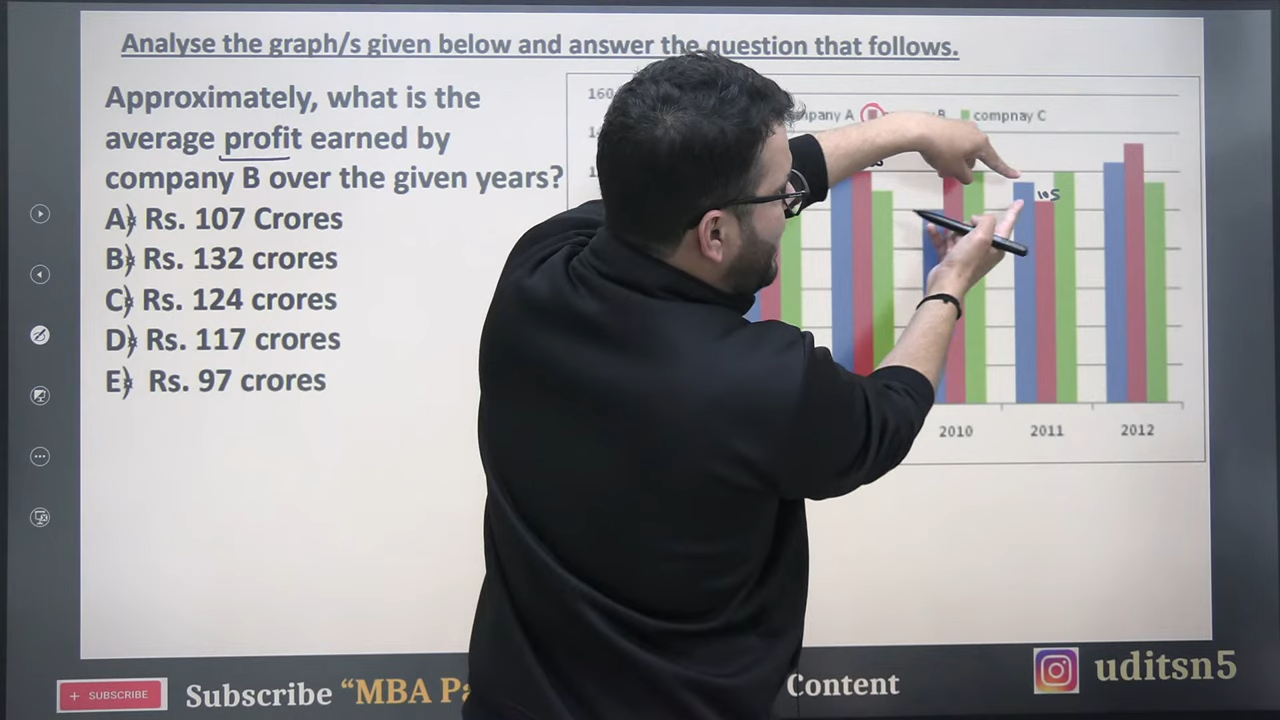 Analyse the graph/s given below and answer the question that follows.
Approximately, what is the
average profit earned by
company B over the given years?
A) Rs. 107 Crores
B) Rs. 132 crores
C) Rs. 124 crores
D) Rs. 117 crores
E) Rs. 97 crores
160
B
compnay C
105
2010
2011
2012
+ SUBSCRIBE
Subscribe “MBA
Content
uditsn5